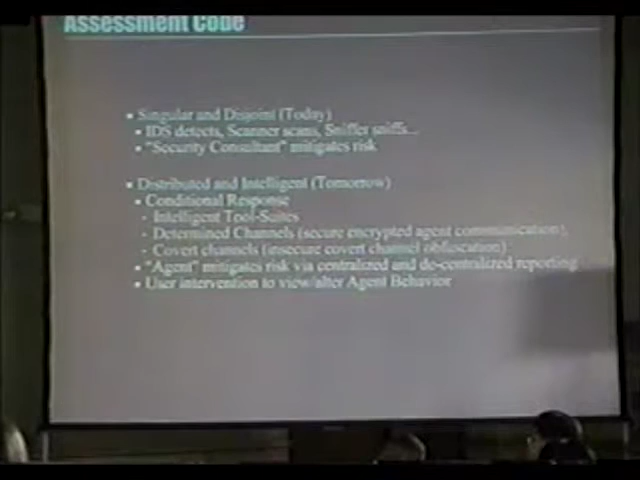 Assessment Code
▪ Singular and Disjoint (Today)
▪ IDS detects, Scanner scans, Sniffer sniffs...
▪ "Security Consultant" mitigates risk
▪ Distributed and Intelligent (Tomorrow)
▪ Conditional Response
- Intelligent Tool-Suites
- Determined Channels (secure encrypted agent communication),
- Covert channels (insecure covert channel obfuscation)
▪ "Agent" mitigates risk via centralized and de-centralized reporting
▪ User intervention to view/alter Agent Behavior